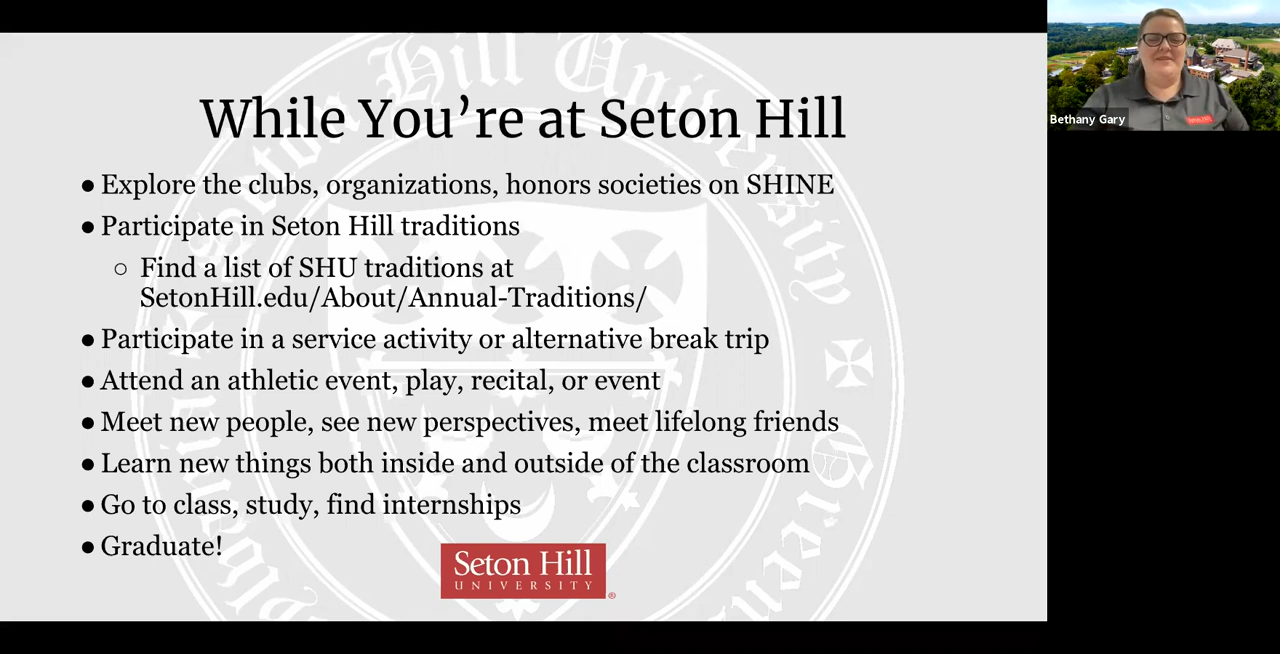 While You're at Seton Hill
● Explore the clubs, organizations, honors societies on SHINE
● Participate in Seton Hill traditions
○ Find a list of SHU traditions at
SetonHill.edu/About/Annual-Traditions/
● Participate in a service activity or alternative break trip
● Attend an athletic event, play, recital, or event
● Meet new people, see new perspectives, meet lifelong friends
● Learn new things both inside and outside of the classroom
● Go to class, study, find internships
● Graduate!
Seton Hill
UNIVERSITY®
Bethany Gary
Seton Hill